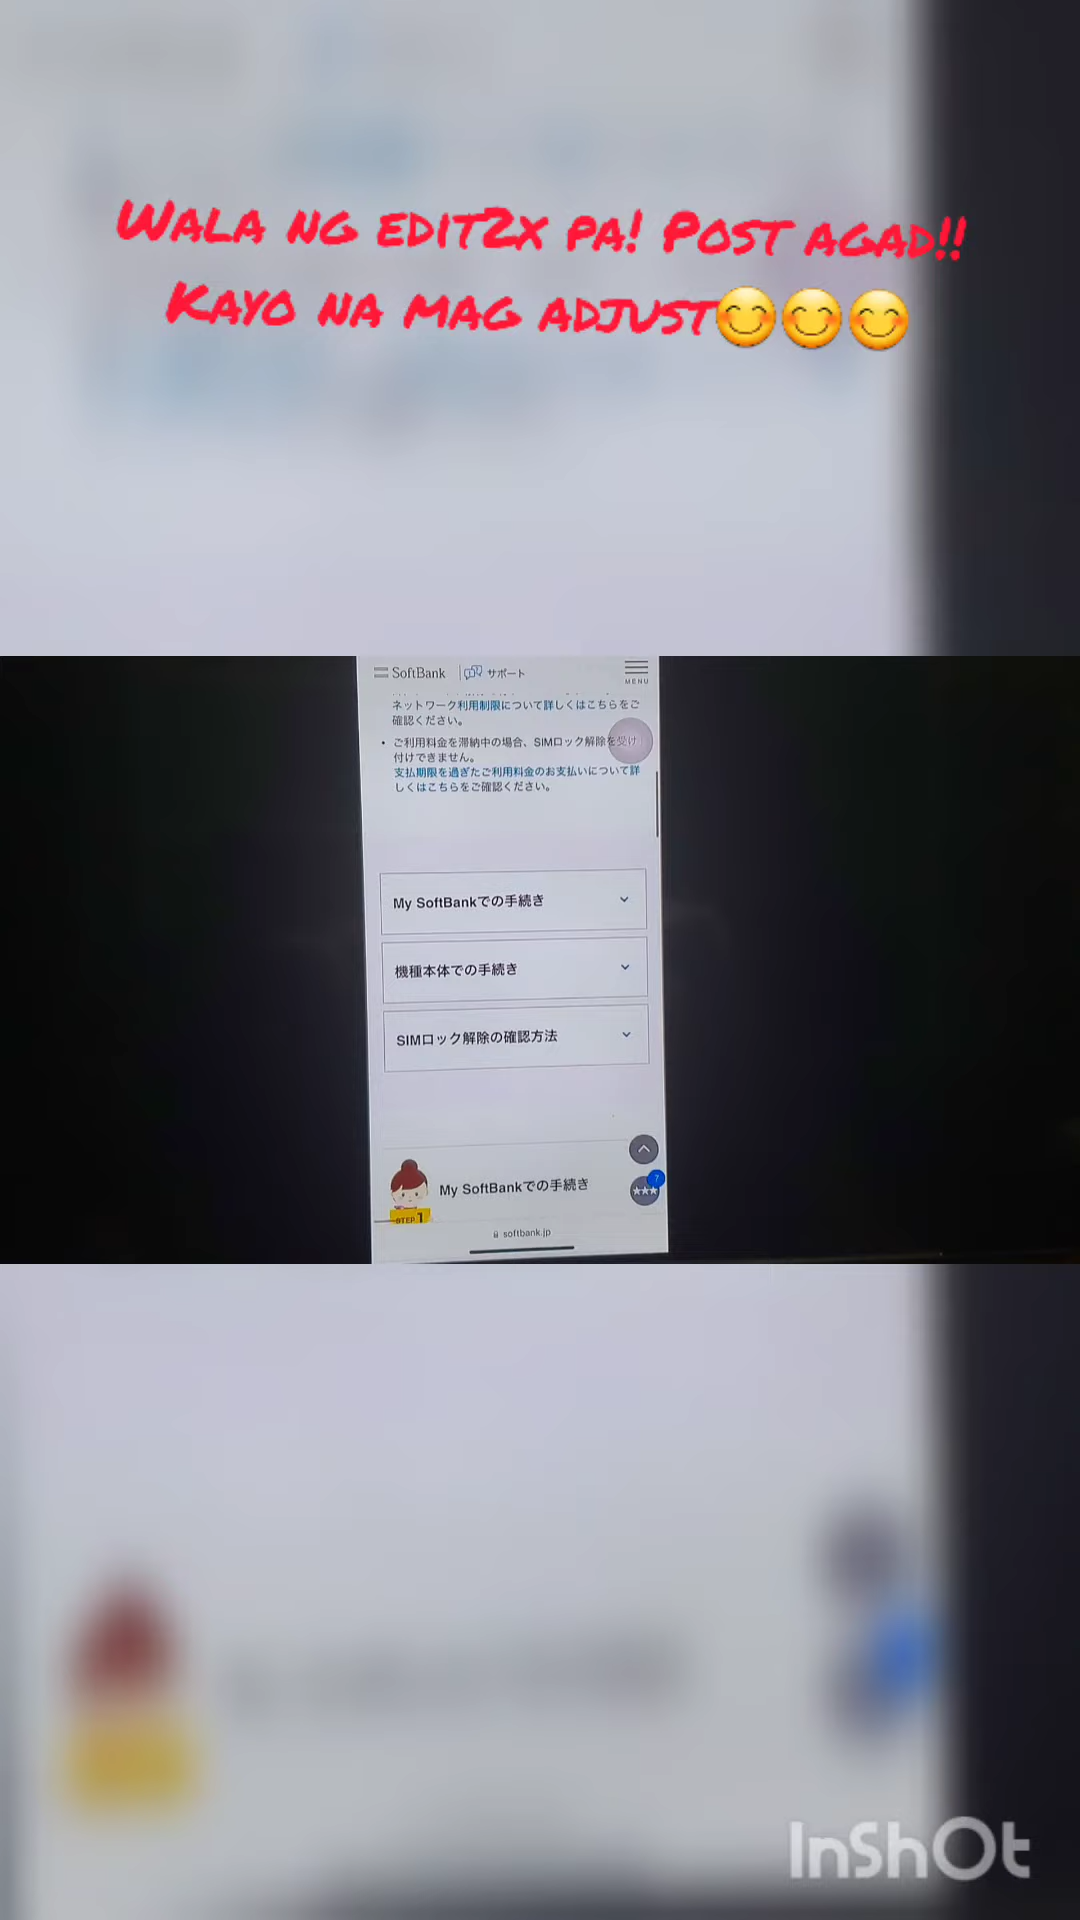 Wala ng edit2x pa! Post agad!!
Kayo na mag adjust😊😊😊
SoftBank サポート
MENU
ネットワーク利用制限について詳しくはこちらをご
確認ください。
• ご利用料金を滞納中の場合、SIMロック解除を受け
付けできません。
支払期限を過ぎたご利用料金のお支払いについて詳
しくはこちらをご確認ください。
My SoftBankでの手続き
機種本体での手続き
SIMロック解除の確認方法
My SoftBankでの手続き
STEP 1
7
softbank.jp
InShOt